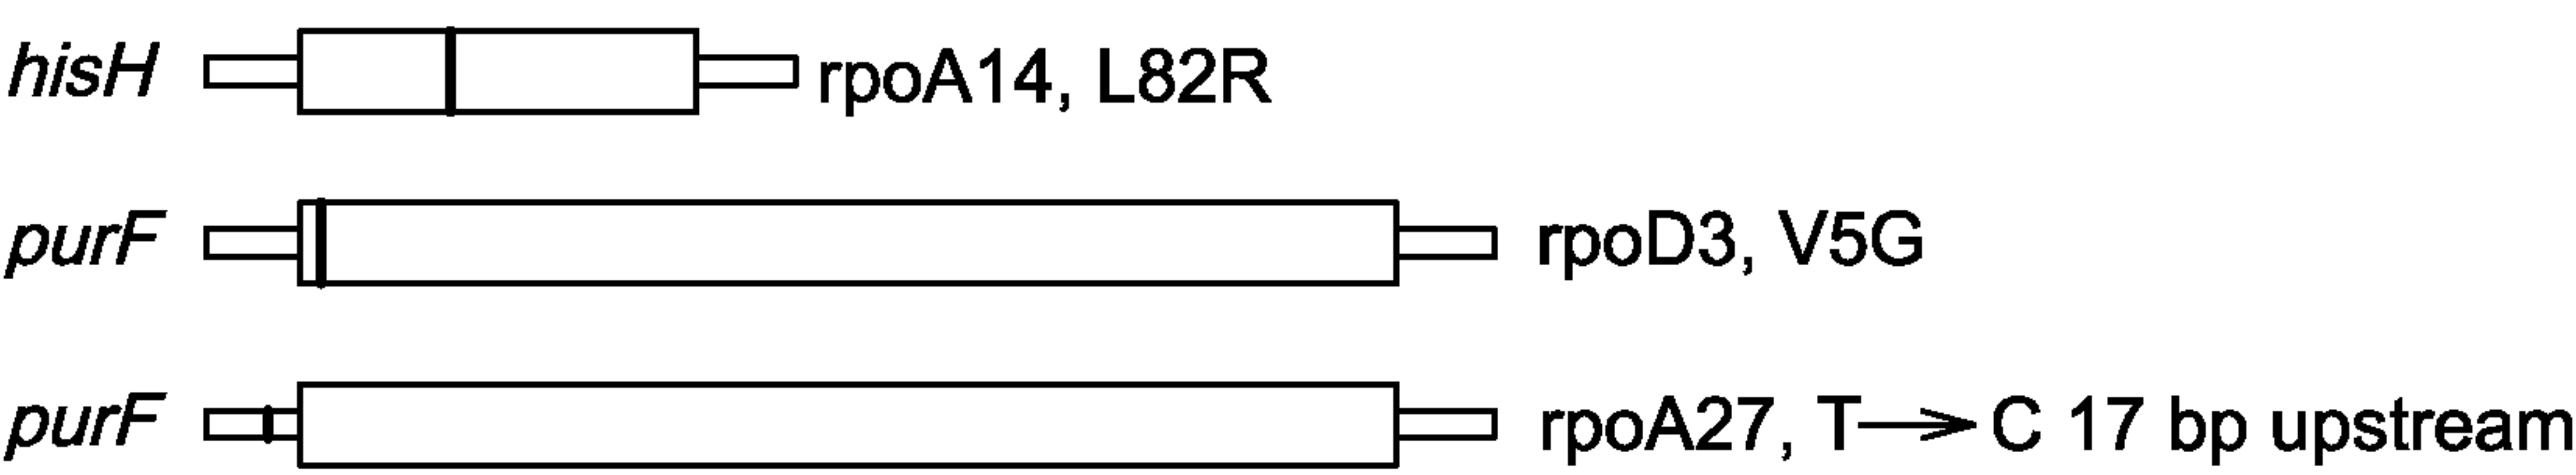 hisH rpoA14, L82R
purF rpoD3, V5G
purF rpoA27, T→C 17 bp upstream